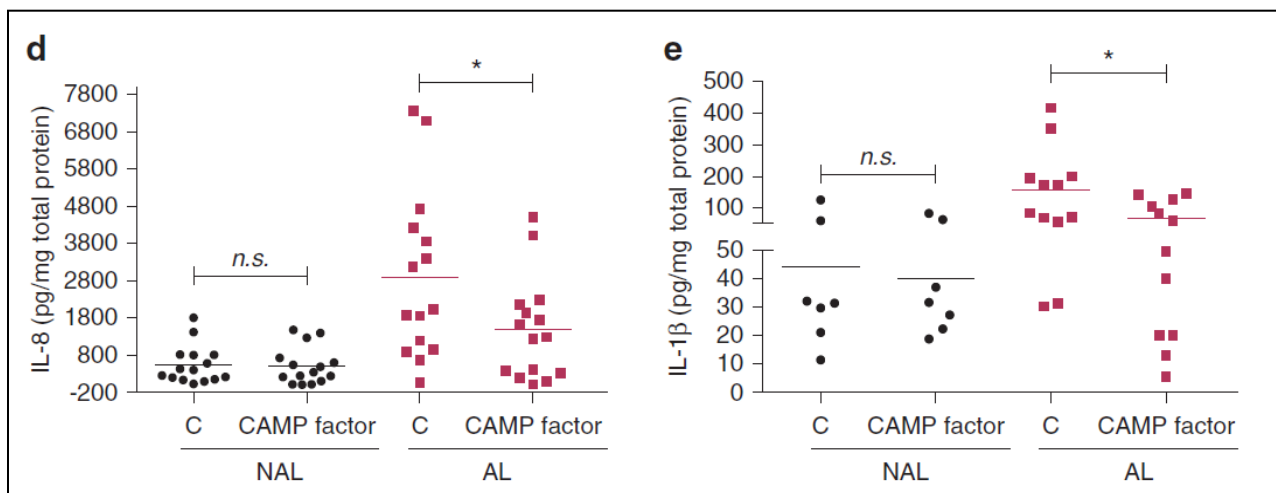 d
IL-8 (pg/mg total protein)
7800
6800
5800
4800
3800
2800
1800
800
-200
n.s.
*
C CAMP factor C CAMP factor
NAL AL
e
IL-1β (pg/mg total protein)
500
400
300
200
100
50
40
30
20
10
0
n.s.
*
C CAMP factor C CAMP factor
NAL AL